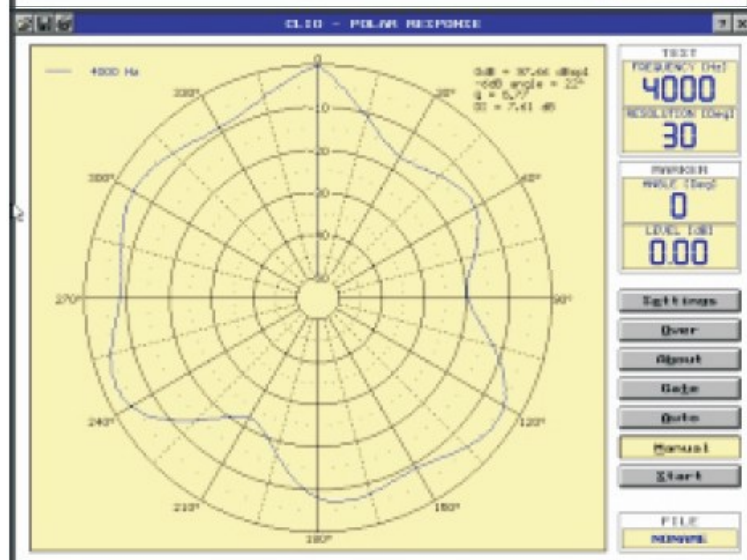 CLIO - POLAR RESPONSE
? X
4000 Hz
0
0dB = 97.66 dBspl
-6dB angle = 22°
Q = 5.77
DI = 7.61 dB
330°
30°
-10
-20
300°
60°
-30
-40
-50
270°
90°
240°
120°
210°
150°
180°
TEST
FREQUENCY [Hz]
4000
RESOLUTION [Deg]
30
MARKER
ANGLE [Deg]
0
LEVEL [dB]
0.00
Settings
Over
About
Gate
Auto
Manual
Start
FILE
NONAME